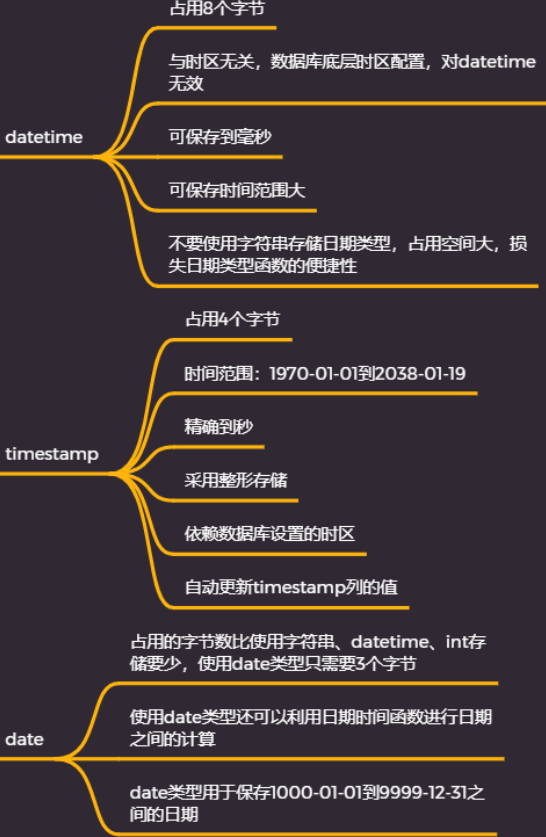 占用8个字节
与时区无关，数据库底层时区配置，对datetime
无效
datetime
可保存到毫秒
可保存时间范围大
不要使用字符串存储日期类型，占用空间大，损
失日期类型函数的便捷性
占用4个字节
时间范围：1970-01-01到2038-01-19
精确到秒
timestamp
采用整形存储
依赖数据库设置的时区
自动更新timestamp列的值
占用的字节数比使用字符串、datetime、int存
储要少，使用date类型只需要3个字节
使用date类型还可以利用日期时间函数进行日期
之间的计算
date
date类型用于保存1000-01-01到9999-12-31之
间的日期